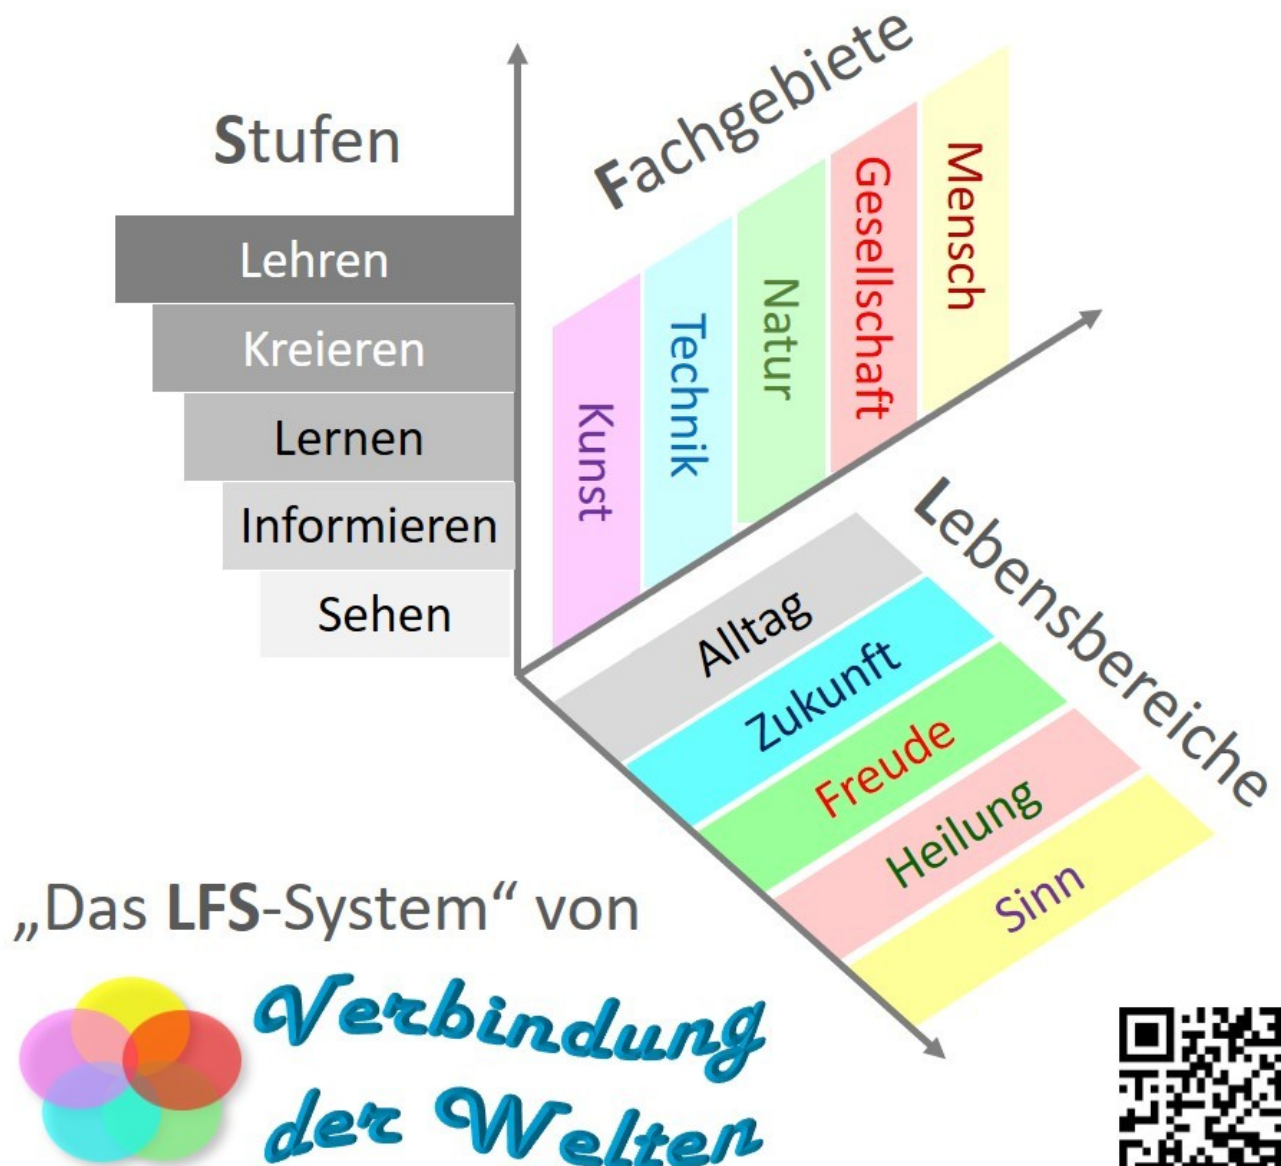 Stufen
Lehren
Kreieren
Lernen
Informieren
Sehen
Fachgebiete
Kunst
Technik
Natur
Gesellschaft
Mensch
Lebensbereiche
Alltag
Zukunft
Freude
Heilung
Sinn
„Das LFS-System“ von
Verbindung
der Welten